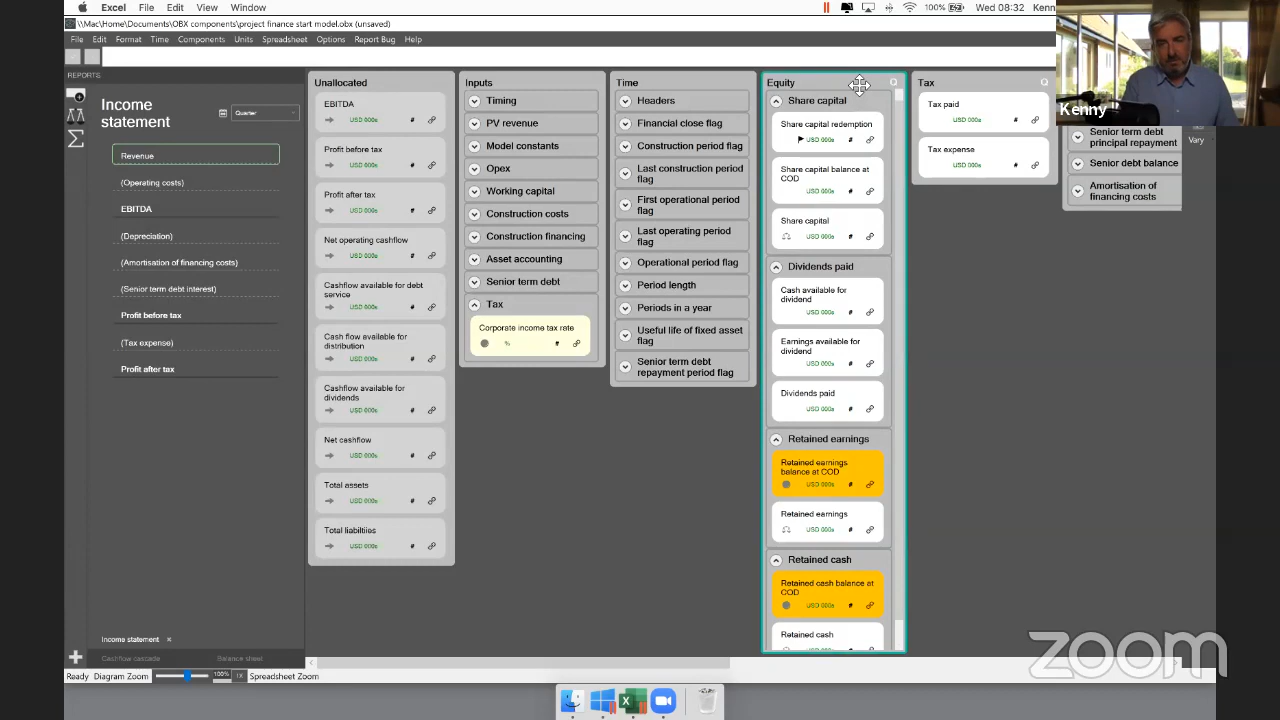 Excel File Edit View Window 100% Wed 08:32 Kenn
\\Mac\Home\Documents\OBX components\project finance start model.obx (unsaved)
File Edit Format Time Components Units Spreadsheet Options Report Bug Help
REPORTS
Income
statement
Quarter
Revenue
(Operating costs)
EBITDA
(Depreciation)
(Amortisation of financing costs)
(Senior term debt interest)
Profit before tax
(Tax expense)
Profit after tax
Income statement ×
Cashflow cascade Balance sheet
Unallocated
EBITDA
USD 000s #
Profit before tax
USD 000s #
Profit after tax
USD 000s #
Net operating cashflow
USD 000s #
Cashflow available for debt
service
USD 000s #
Cash flow available for
distribution
USD 000s #
Cashflow available for
dividends
USD 000s #
Net cashflow
USD 000s #
Total assets
USD 000s #
Total liabiltiies
USD 000s #
Inputs
Timing
PV revenue
Model constants
Opex
Working capital
Construction costs
Construction financing
Asset accounting
Senior term debt
Tax
Corporate income tax rate
% #
Time
Headers
Financial close flag
Construction period flag
Last construction period
flag
First operational period
flag
Last operating period
flag
Operational period flag
Period length
Periods in a year
Useful life of fixed asset
flag
Senior term debt
repayment period flag
Equity
Share capital
Share capital redemption
USD 000s #
Share capital balance at
COD
USD 000s #
Share capital
USD 000s #
Dividends paid
Cash available for
dividend
USD 000s #
Earnings available for
dividend
USD 000s #
Dividends paid
USD 000s #
Retained earnings
Retained earnings
balance at COD
USD 000s #
Retained earnings
USD 000s #
Retained cash
Retained cash balance at
COD
USD 000s #
Retained cash
Tax
Tax paid
USD 000s #
Tax expense
USD 000s #
Kenny
Senior term debt
principal repayment
Senior debt balance
Amortisation of
financing costs
Vary
Ready Diagram Zoom 100% 1X Spreadsheet Zoom
zoom